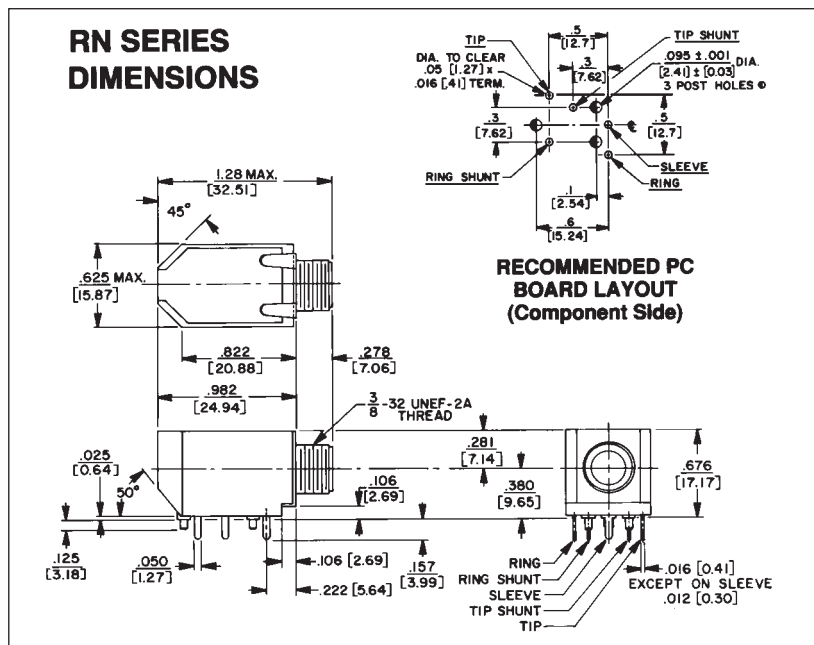 RN SERIES
DIMENSIONS
.5
[12.7]
TIP
TIP SHUNT
DIA. TO CLEAR
.05 [1.27] x
.016 [.41] TERM.
.3
[7.62]
.095 ± .001 DIA.
[2.41] ± [0.03]
3 POST HOLES
.3
[7.62]
.5
[12.7]
SLEEVE
RING SHUNT
RING
.1
[2.54]
.6
[15.24]
RECOMMENDED PC
BOARD LAYOUT
(Component Side)
1.28 MAX.
[32.51]
45°
.625 MAX.
[15.87]
.822
[20.88]
.278
[7.06]
.982
[24.94]
3/8-32 UNEF-2A
THREAD
.281
[7.14]
.676
[17.17]
.025
[0.64]
.106
[2.69]
.380
[9.65]
50°
.125
[3.18]
.050
[1.27]
.106 [2.69]
.157
[3.99]
.222 [5.64]
RING
RING SHUNT
SLEEVE
TIP SHUNT
TIP
.016 [0.41]
EXCEPT ON SLEEVE
.012 [0.30]